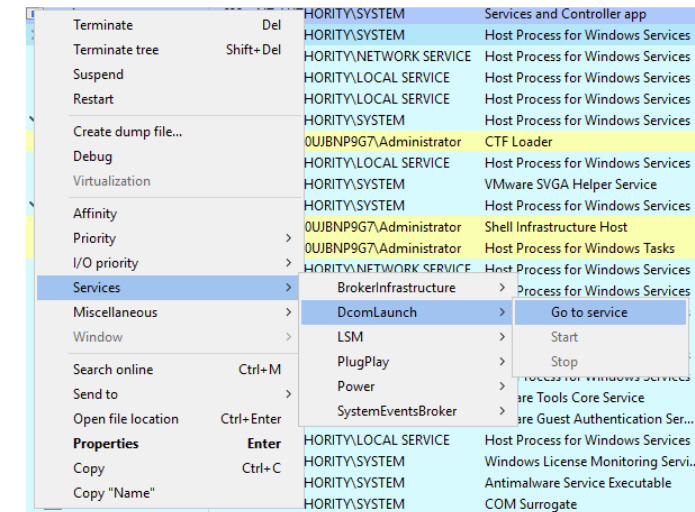 Terminate Del
Terminate tree Shift+Del
Suspend
Restart
Create dump file...
Debug
Virtualization
Affinity
Priority
I/O priority
Services
Miscellaneous
Window
Search online Ctrl+M
Send to
Open file location Ctrl+Enter
Properties Enter
Copy Ctrl+C
Copy "Name"
BrokerInfrastructure
DcomLaunch
LSM
PlugPlay
Power
SystemEventsBroker
Go to service
Start
Stop
HORITY\SYSTEM Services and Controller app
HORITY\SYSTEM Host Process for Windows Services
HORITY\NETWORK SERVICE Host Process for Windows Services
HORITY\LOCAL SERVICE Host Process for Windows Services
HORITY\LOCAL SERVICE Host Process for Windows Services
HORITY\SYSTEM Host Process for Windows Services
0UJBNP9G7\Administrator CTF Loader
HORITY\LOCAL SERVICE Host Process for Windows Services
HORITY\SYSTEM VMware SVGA Helper Service
HORITY\SYSTEM Host Process for Windows Services
0UJBNP9G7\Administrator Shell Infrastructure Host
0UJBNP9G7\Administrator Host Process for Windows Tasks
HORITY\NETWORK SERVICE Host Process for Windows Services
Process for Windows Services
rocess for Windows Services
are Tools Core Service
are Guest Authentication Ser...
HORITY\LOCAL SERVICE Host Process for Windows Services
HORITY\SYSTEM Windows License Monitoring Servi...
HORITY\SYSTEM Antimalware Service Executable
HORITY\SYSTEM COM Surrogate